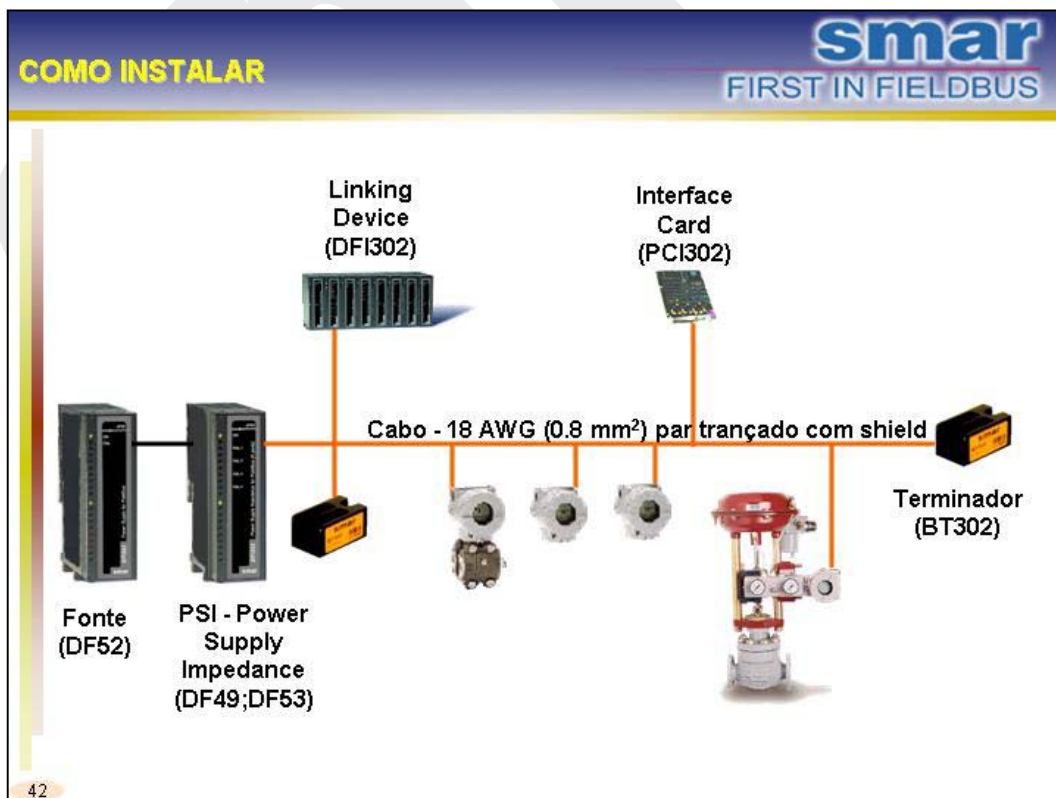 COMO INSTALAR
smar
FIRST IN FIELDBUS
Linking
Device
(DFI302)
Interface
Card
(PCI302)
Cabo - 18 AWG (0.8 mm²) par trançado com shield
Terminador
(BT302)
Fonte
(DF52)
PSI - Power
Supply
Impedance
(DF49;DF53)
42